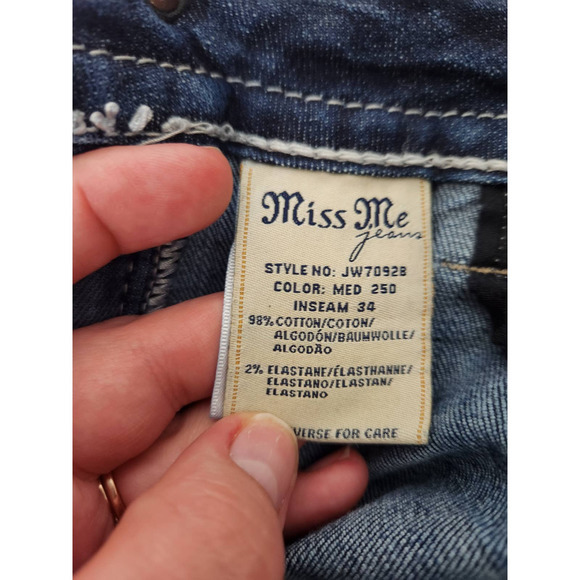 Miss Me
jeans
STYLE NO: JW7092B
COLOR: MED 250
INSEAM 34
98% COTTON/COTON/
ALGODÓN/BAUMWOLLE/
ALGODÃO
2% ELASTANE/ÉLASTHANNE/
ELASTANO/ELASTAN/
ELASTANO
VERSE FOR CARE